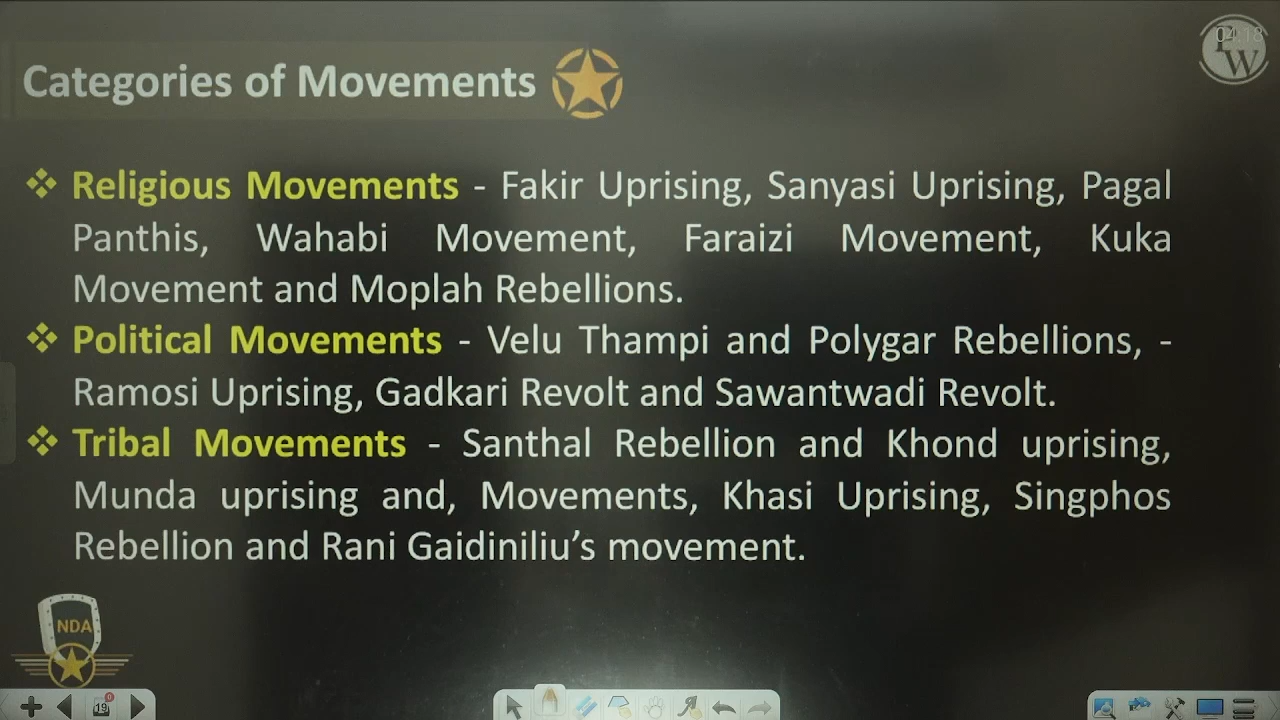 Categories of Movements
❖ Religious Movements - Fakir Uprising, Sanyasi Uprising, Pagal
Panthis, Wahabi Movement, Faraizi Movement, Kuka
Movement and Moplah Rebellions.
❖ Political Movements - Velu Thampi and Polygar Rebellions, -
Ramosi Uprising, Gadkari Revolt and Sawantwadi Revolt.
❖ Tribal Movements - Santhal Rebellion and Khond uprising,
Munda uprising and, Movements, Khasi Uprising, Singphos
Rebellion and Rani Gaidiniliu’s movement.
NDA
19